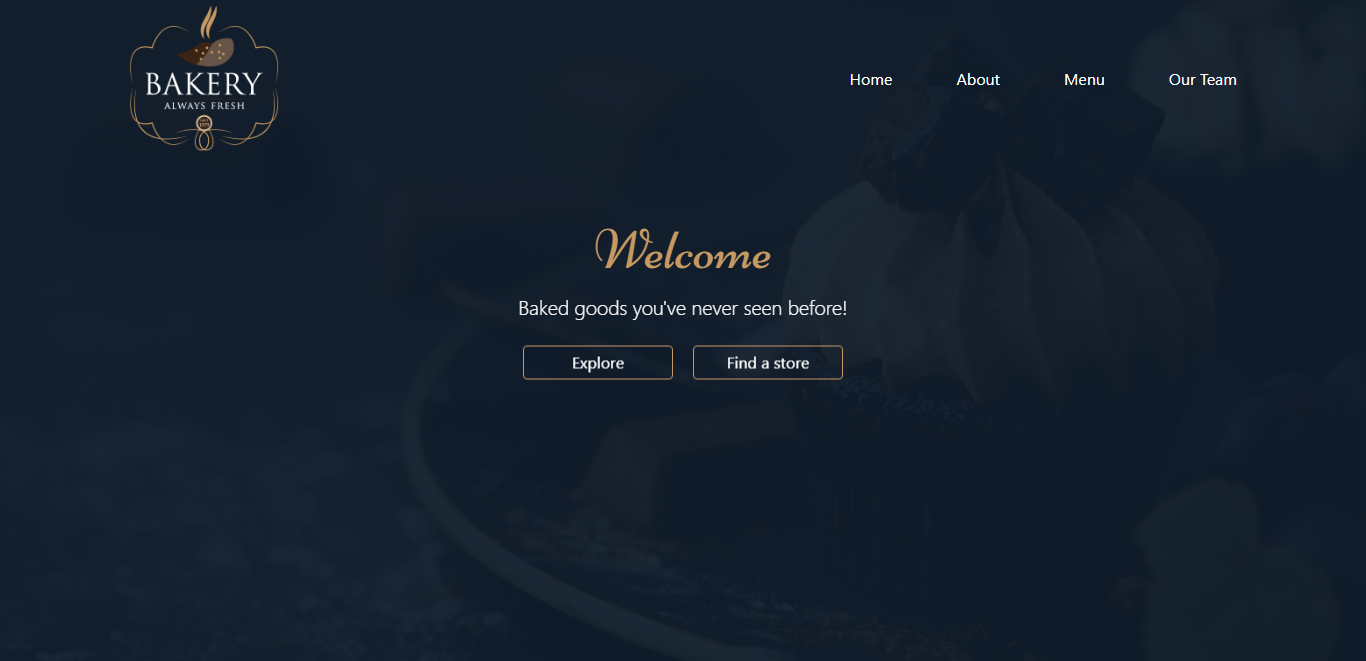 BAKERY
ALWAYS FRESH
Home
About
Menu
Our Team
Welcome
Baked goods you've never seen before!
Explore
Find a store